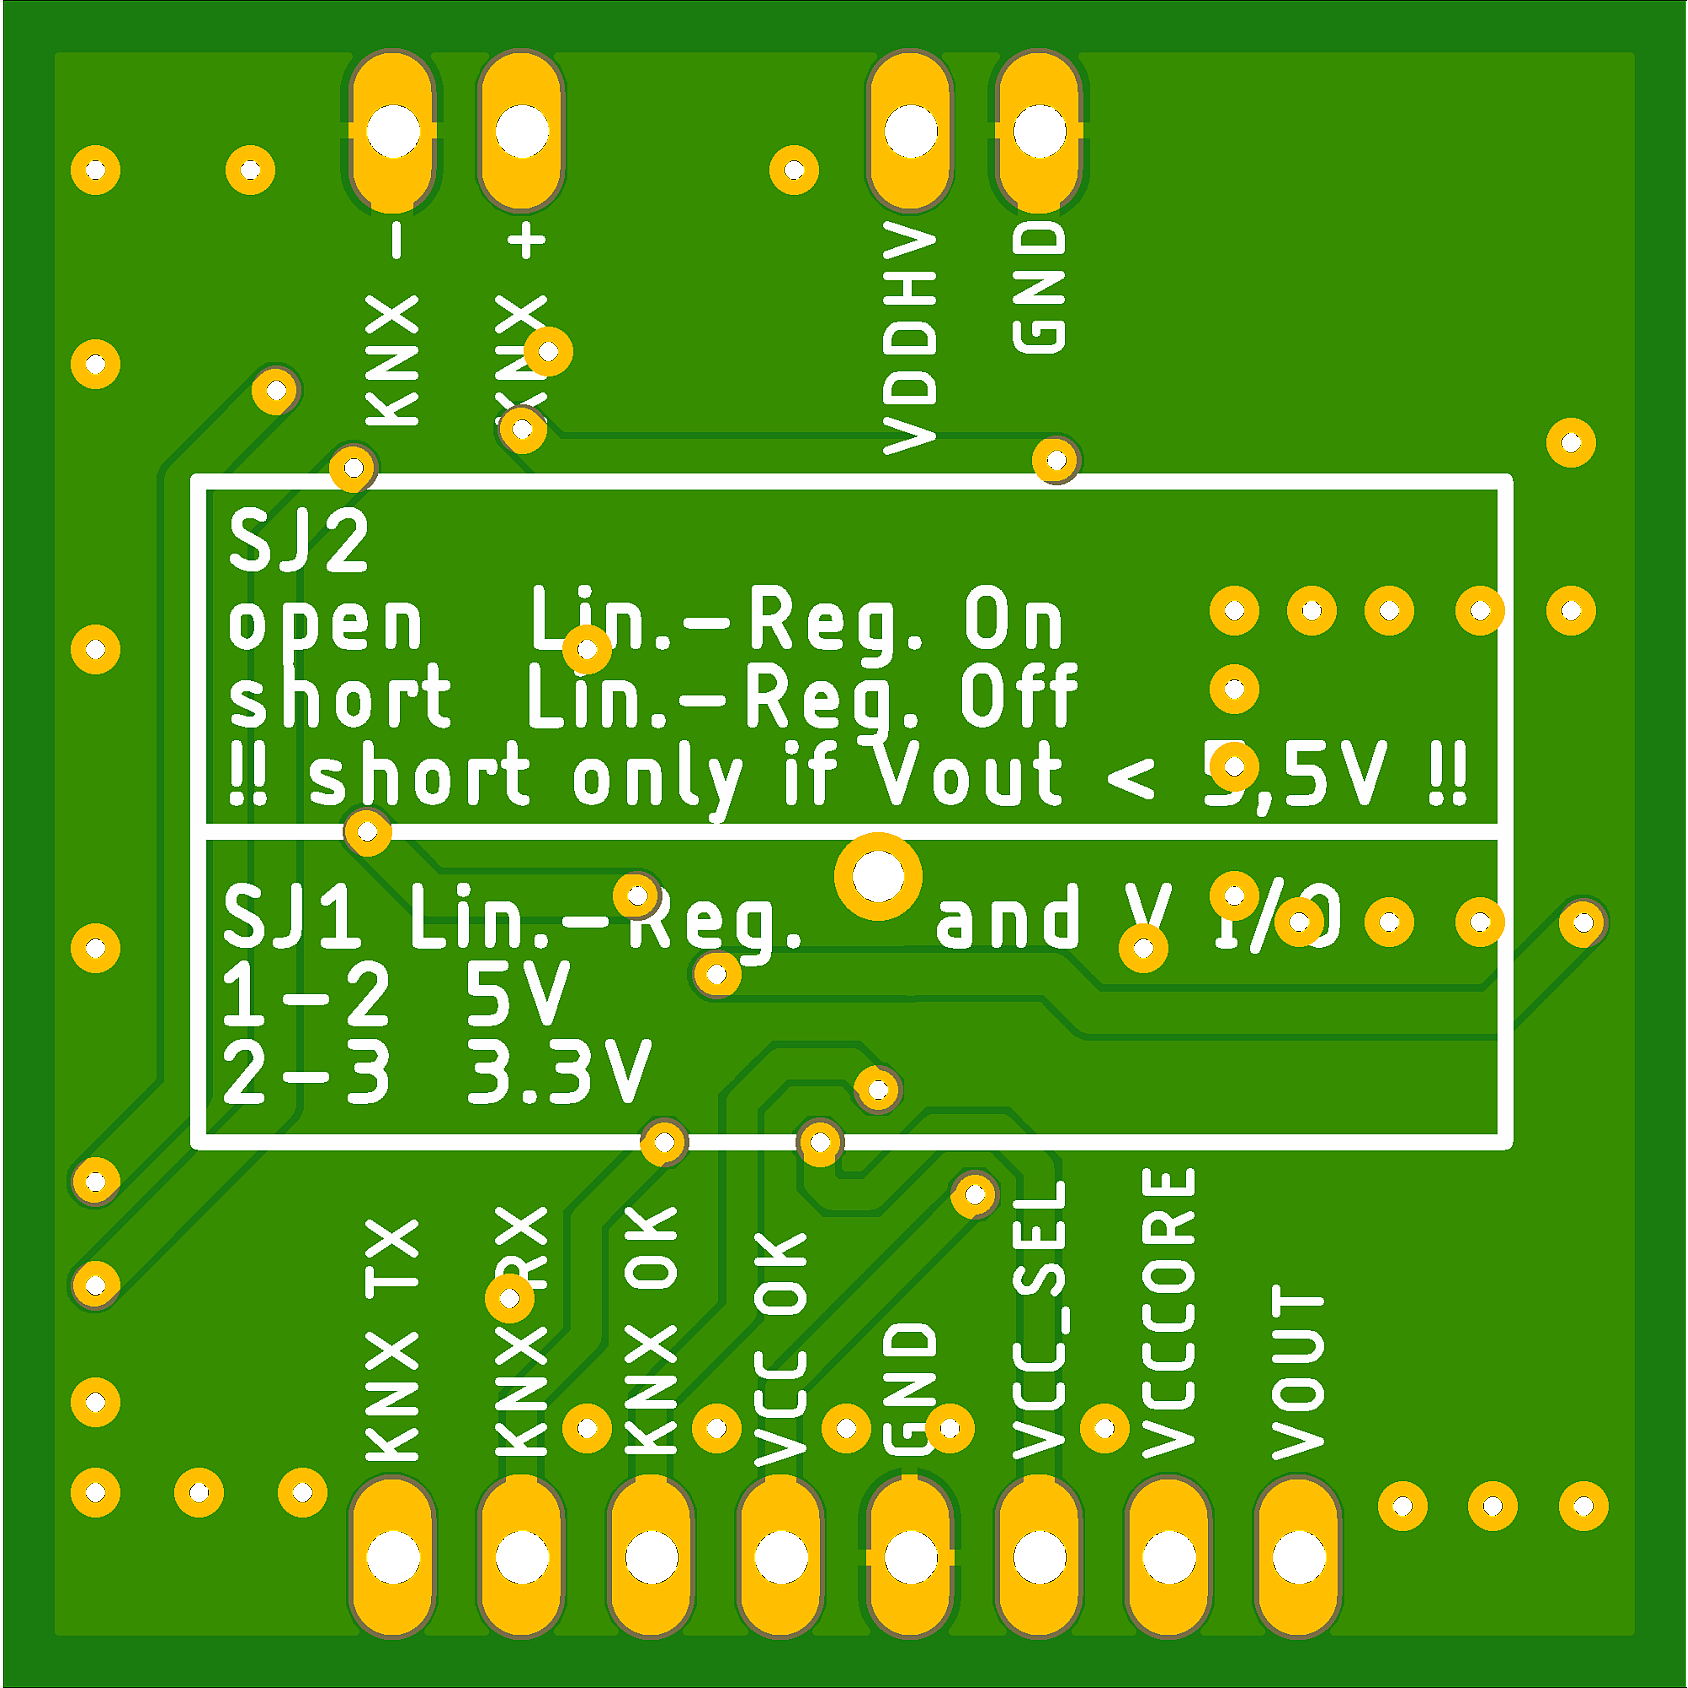 KNX -
KNX +
VDDHV
GND
SJ2
open Lin.-Reg. On
short Lin.-Reg. Off
!! short only if Vout < 5,5V !!
SJ1 Lin.-Reg. and V I/O
1-2 5V
2-3 3.3V
KNX TX
KNX RX
KNX OK
VCC OK
GND
VCC_SEL
VCCCORE
VOUT